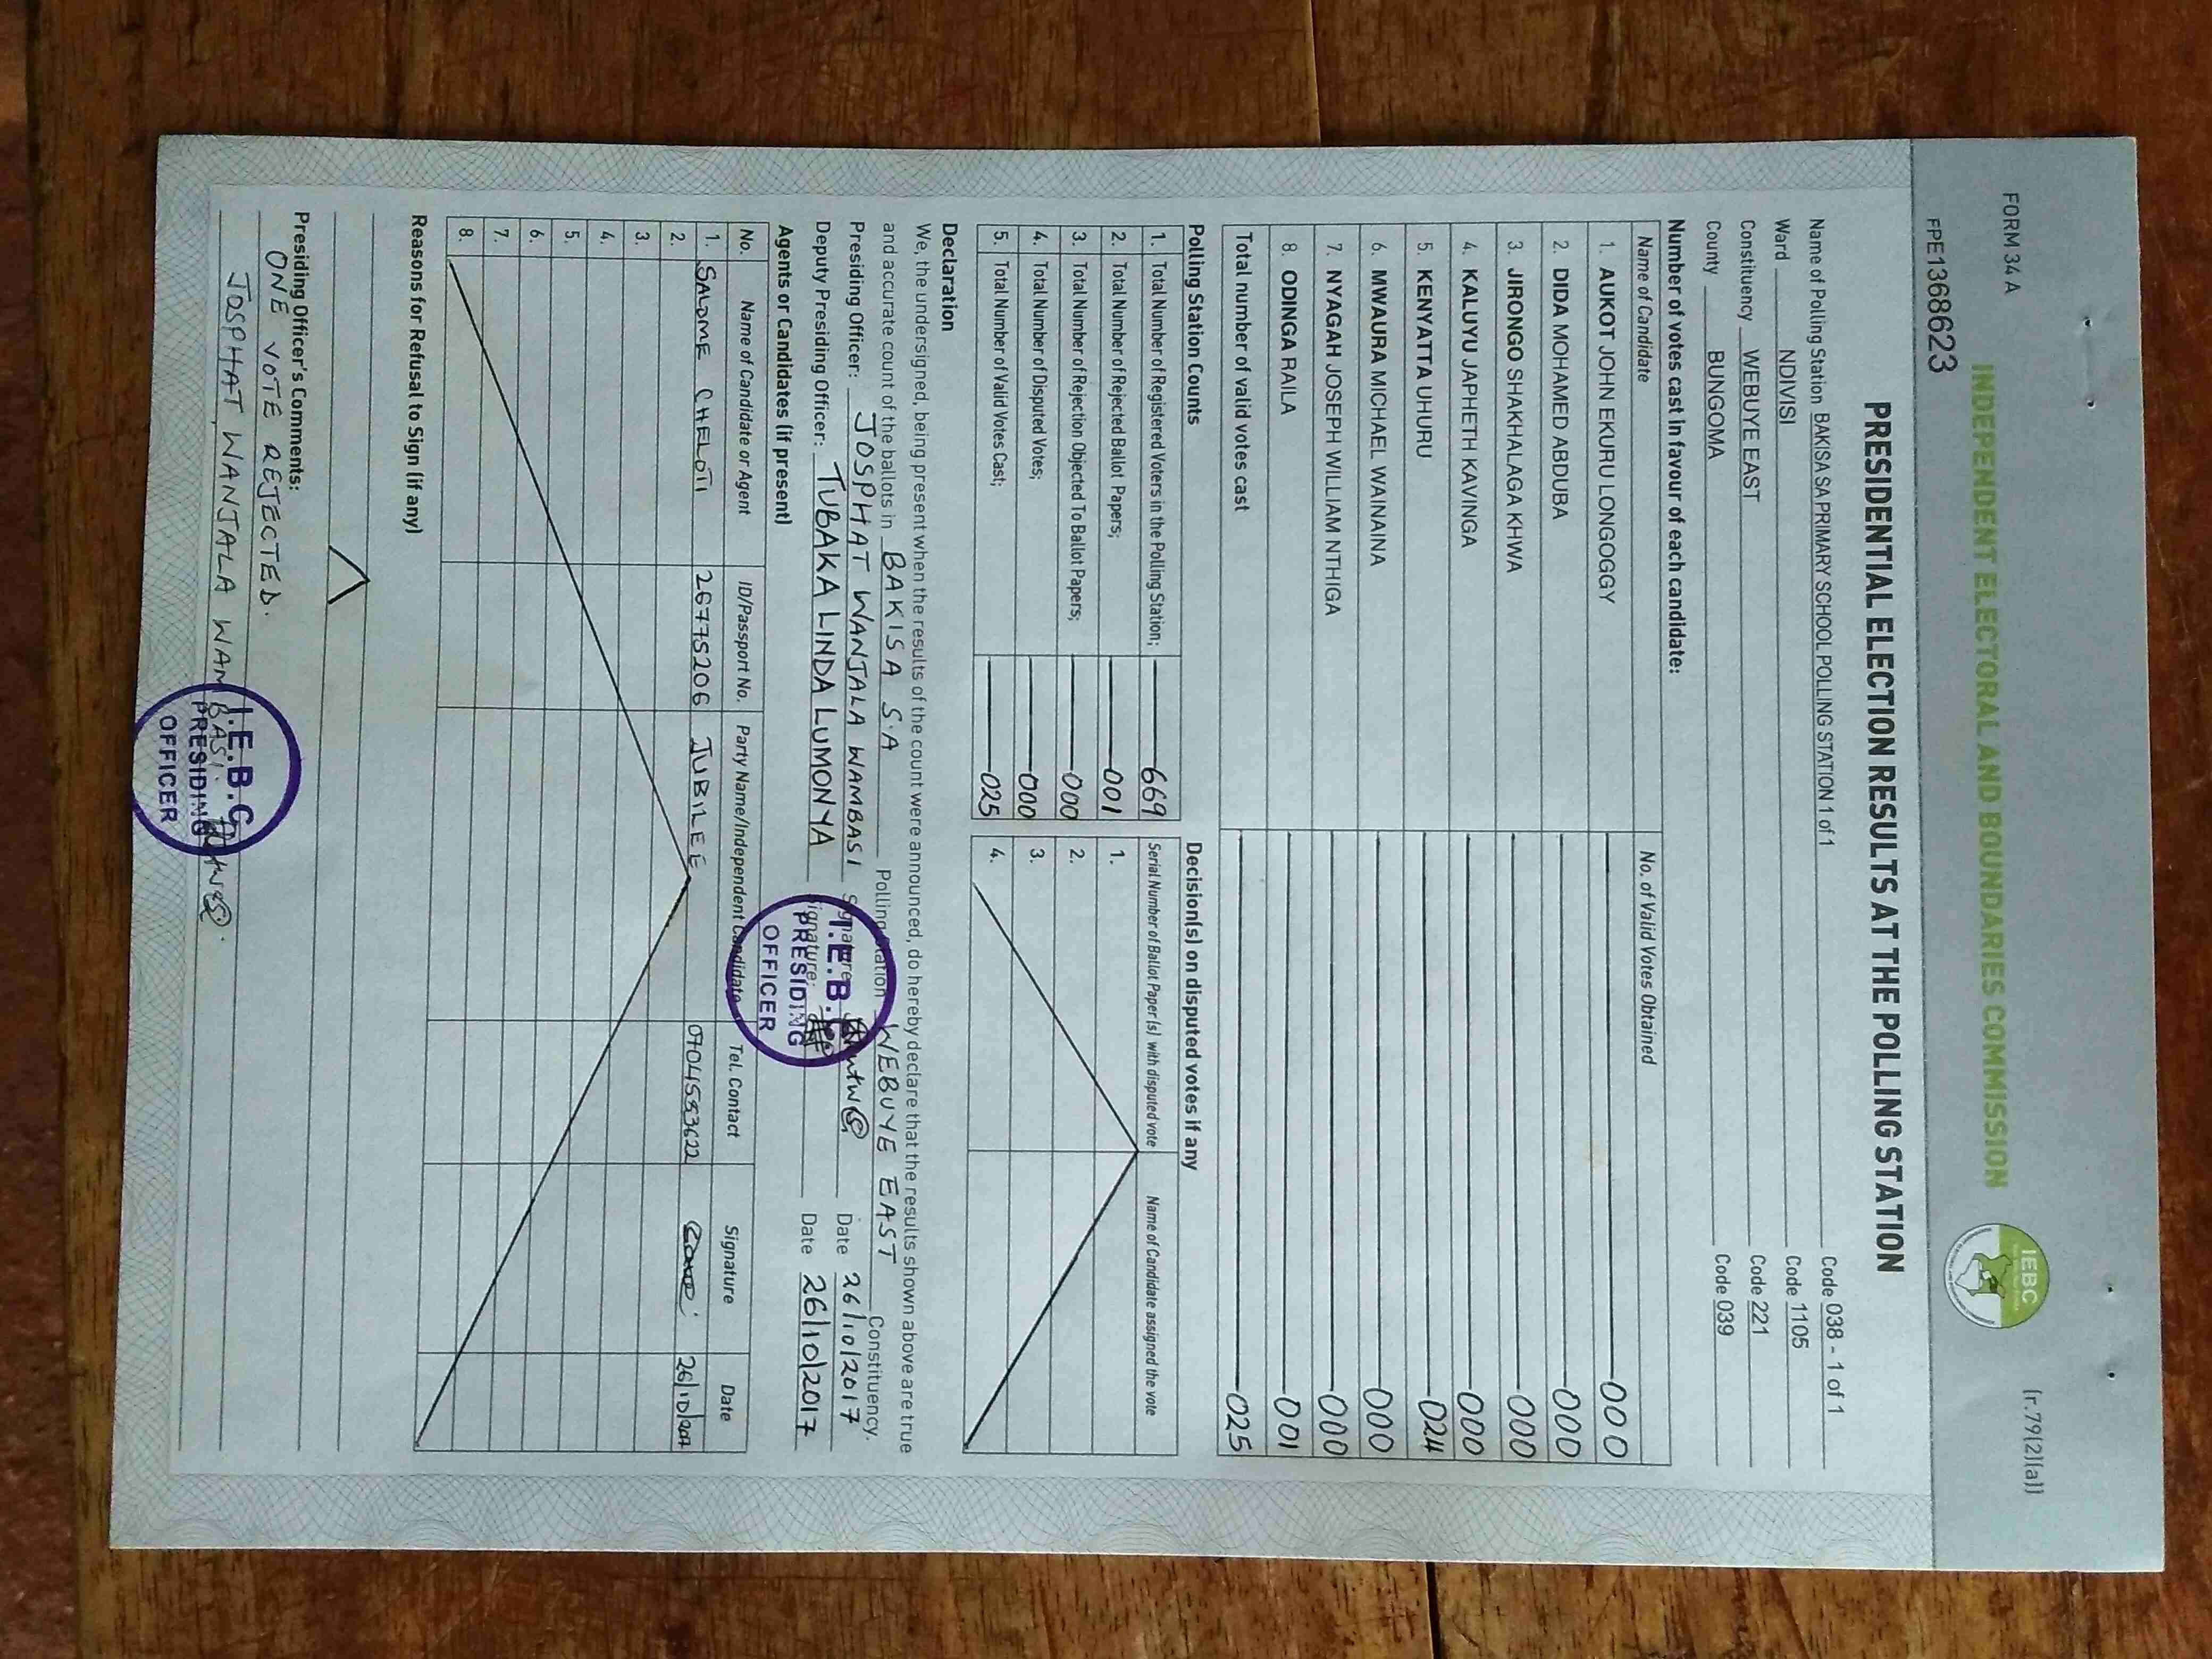 FORM 34 A
(r.79(2)(a))
INDEPENDENT ELECTORAL AND BOUNDARIES COMMISSION
IEBC
FPE1368623
PRESIDENTIAL ELECTION RESULTS AT THE POLLING STATION
Name of Polling Station BAKISA SA PRIMARY SCHOOL POLLING STATION 1 of 1 Code 038 - 1 of 1
Ward NDIVISI Code 1105
Constituency WEBUYE EAST Code 221
County BUNGOMA Code 039
Number of votes cast in favour of each candidate:
Name of Candidate No. of Valid Votes Obtained
1. AUKOT JOHN EKURU LONGOGGY 000
2. DIDA MOHAMED ABDUBA 000
3. JIRONGO SHAKHALAGA KHWA 000
4. KALUYU JAPHETH KAVINGA 000
5. KENYATTA UHURU 024
6. MWAURA MICHAEL WAINAINA 000
7. NYAGAH JOSEPH WILLIAM NTHIGA 000
8. ODINGA RAILA 001
Total number of valid votes cast 025
Polling Station Counts
1. Total Number of Registered Voters in the Polling Station; 669
2. Total Number of Rejected Ballot Papers; 001
3. Total Number of Rejection Objected To Ballot Papers; 000
4. Total Number of Disputed Votes; 000
5. Total Number of Valid Votes Cast; 025
Decision(s) on disputed votes if any
Serial Number of Ballot Paper (s) with disputed vote Name of Candidate assigned the vote
1.
2.
3.
4.
Declaration
We, the undersigned, being present when the results of the count were announced, do hereby declare that the results shown above are true
and accurate count of the ballots in BAKISA S.A Polling Station WEBUYE EAST Constituency.
Presiding Officer: JOSPHAT WANJALA WAMBASI Signature: Date 26/10/2017
Deputy Presiding Officer: TUBAKA LINDA LUMONYA Signature: Date 26/10/2017
I.E.B.C
PRESIDING
OFFICER
Agents or Candidates (if present)
No. Name of Candidate or Agent ID/Passport No. Party Name/Independent Candidate Tel. Contact Signature Date
1. SALOME CHELOTI 26775206 JUBILEE 26/10/2017
2.
3.
4.
5.
6.
7.
8.
Reasons for Refusal to Sign (if any)
Presiding Officer's Comments:
ONE VOTE REJECTED.
JOSPHAT WANJALA WAMBASI.
I.E.B.C
PRESIDING
OFFICER